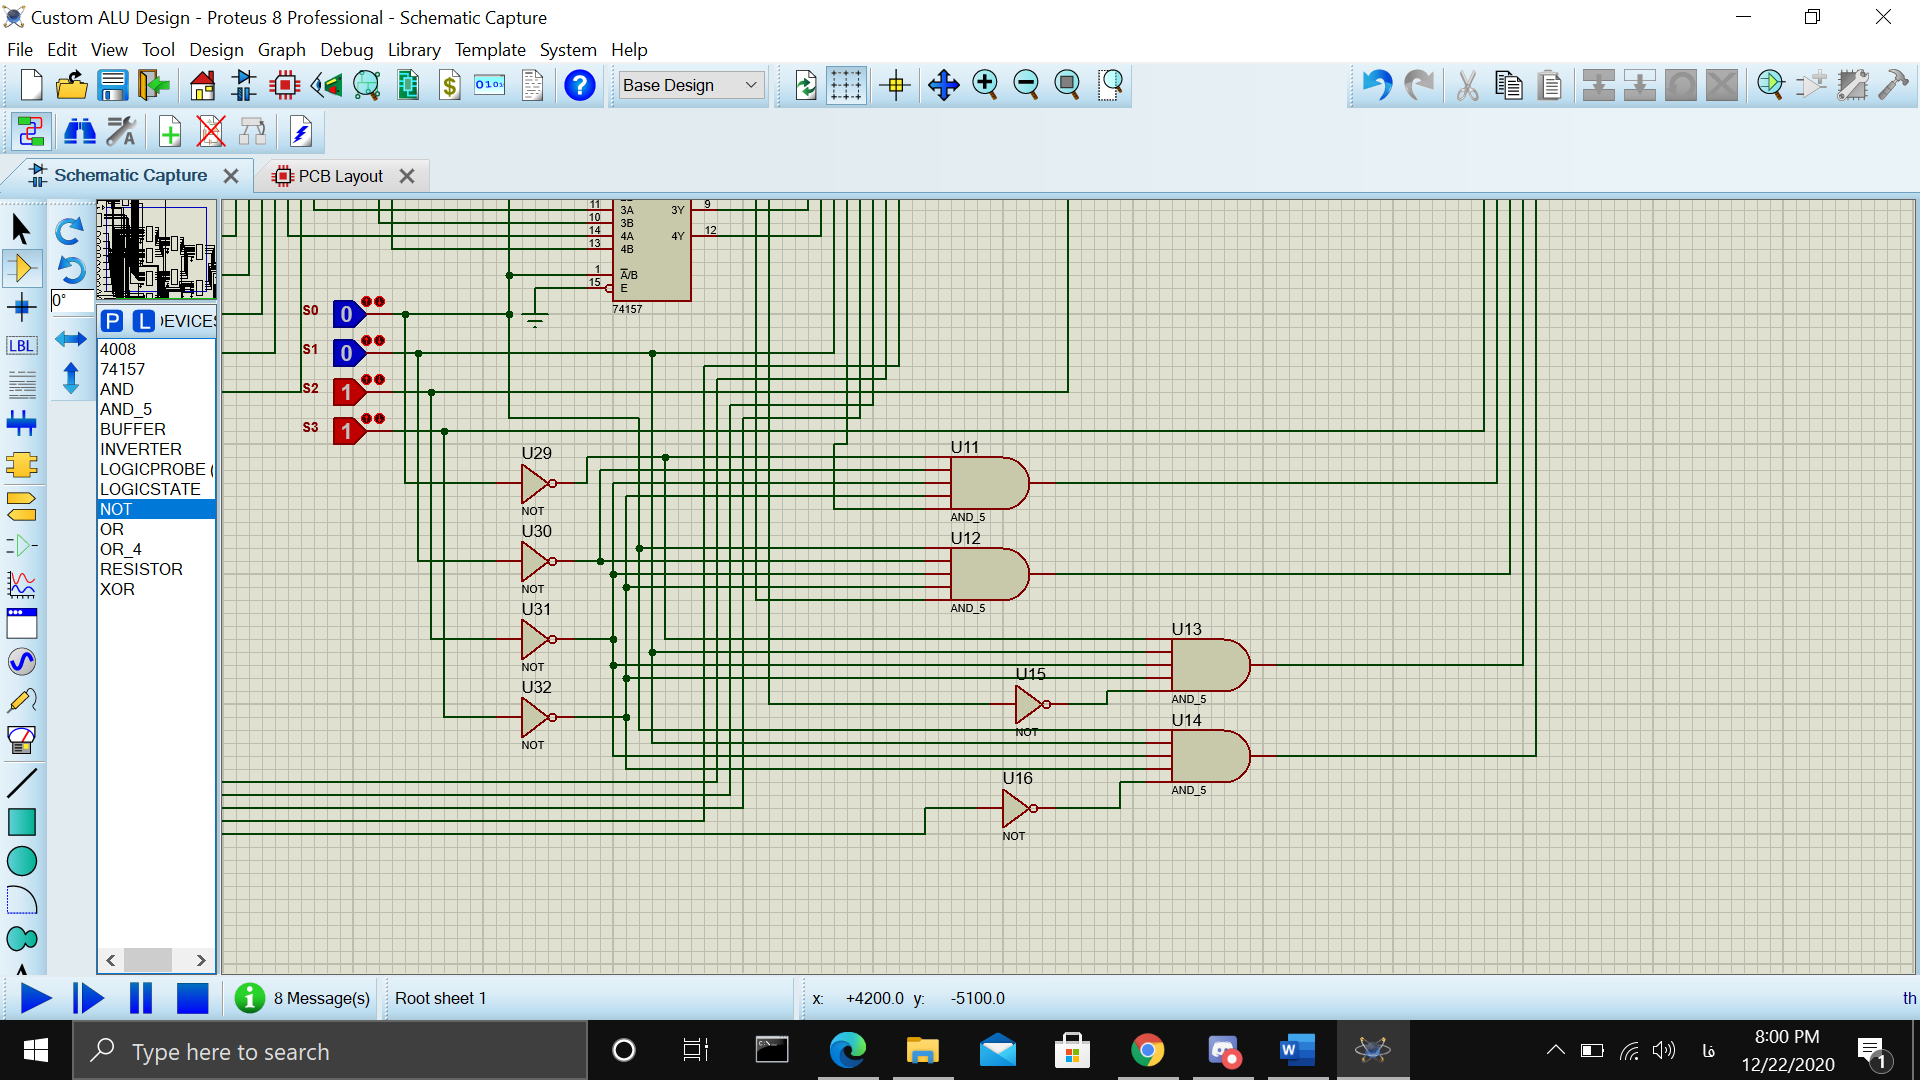 Custom ALU Design - Proteus 8 Professional - Schematic Capture
File Edit View Tool Design Graph Debug Library Template System Help
Base Design
Schematic Capture
PCB Layout
0°
P L
LBL
4008
74157
AND
AND_5
BUFFER
INVERTER
LOGICPROBE (
LOGICSTATE
NOT
OR
OR_4
RESISTOR
XOR
11 3A 3Y 9
10 3B
14 4A 4Y 12
13 4B
1 A/B
15 E
74157
S0 0
S1 0
S2 1
S3 1
U29
NOT
U30
NOT
U31
NOT
U32
NOT
U11
AND_5
U12
AND_5
U13
AND_5
U15
NOT
U14
AND_5
U16
NOT
8 Message(s) Root sheet 1 x: +4200.0 y: -5100.0 th
Type here to search
فا
8:00 PM
12/22/2020
1